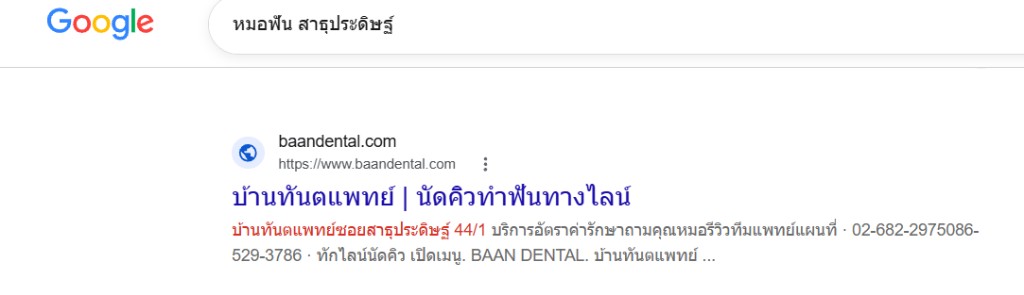 Google
หมอฟัน สาธุประดิษฐ์
baandental.com
https://www.baandental.com
บ้านทันตแพทย์ | นัดคิวทำฟันทางไลน์
บ้านทันตแพทย์ซอยสาธุประดิษฐ์ 44/1 บริการอัตราค่ารักษาถามคุณหมอรีวิวทีมแพทย์แผนที่ · 02-682-2975086-
529-3786 · ทักไลน์นัดคิว เปิดเมนู. BAAN DENTAL. บ้านทันตแพทย์ ...